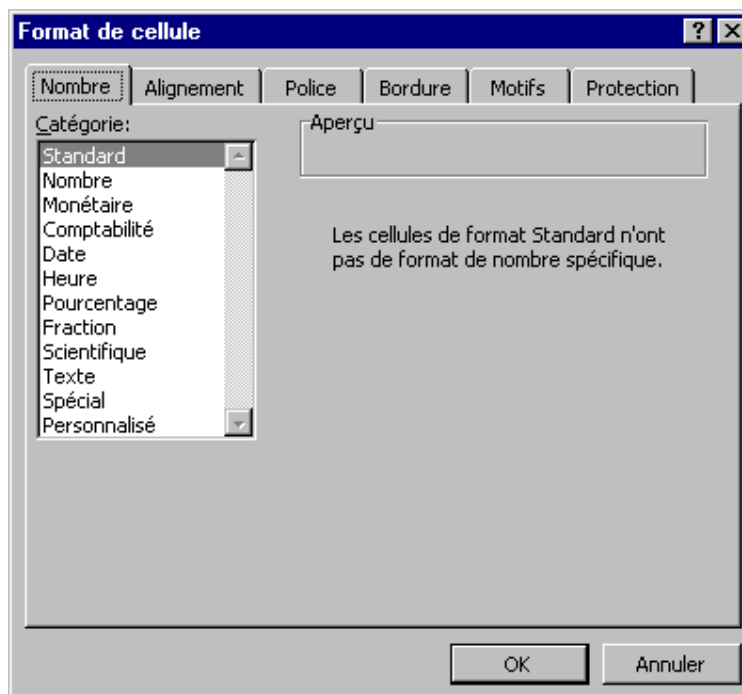 Format de cellule
Nombre Alignement Police Bordure Motifs Protection
Catégorie:
Aperçu
Standard
Nombre
Monétaire
Comptabilité
Date
Heure
Pourcentage
Fraction
Scientifique
Texte
Spécial
Personnalisé
Les cellules de format Standard n'ont
pas de format de nombre spécifique.
OK Annuler